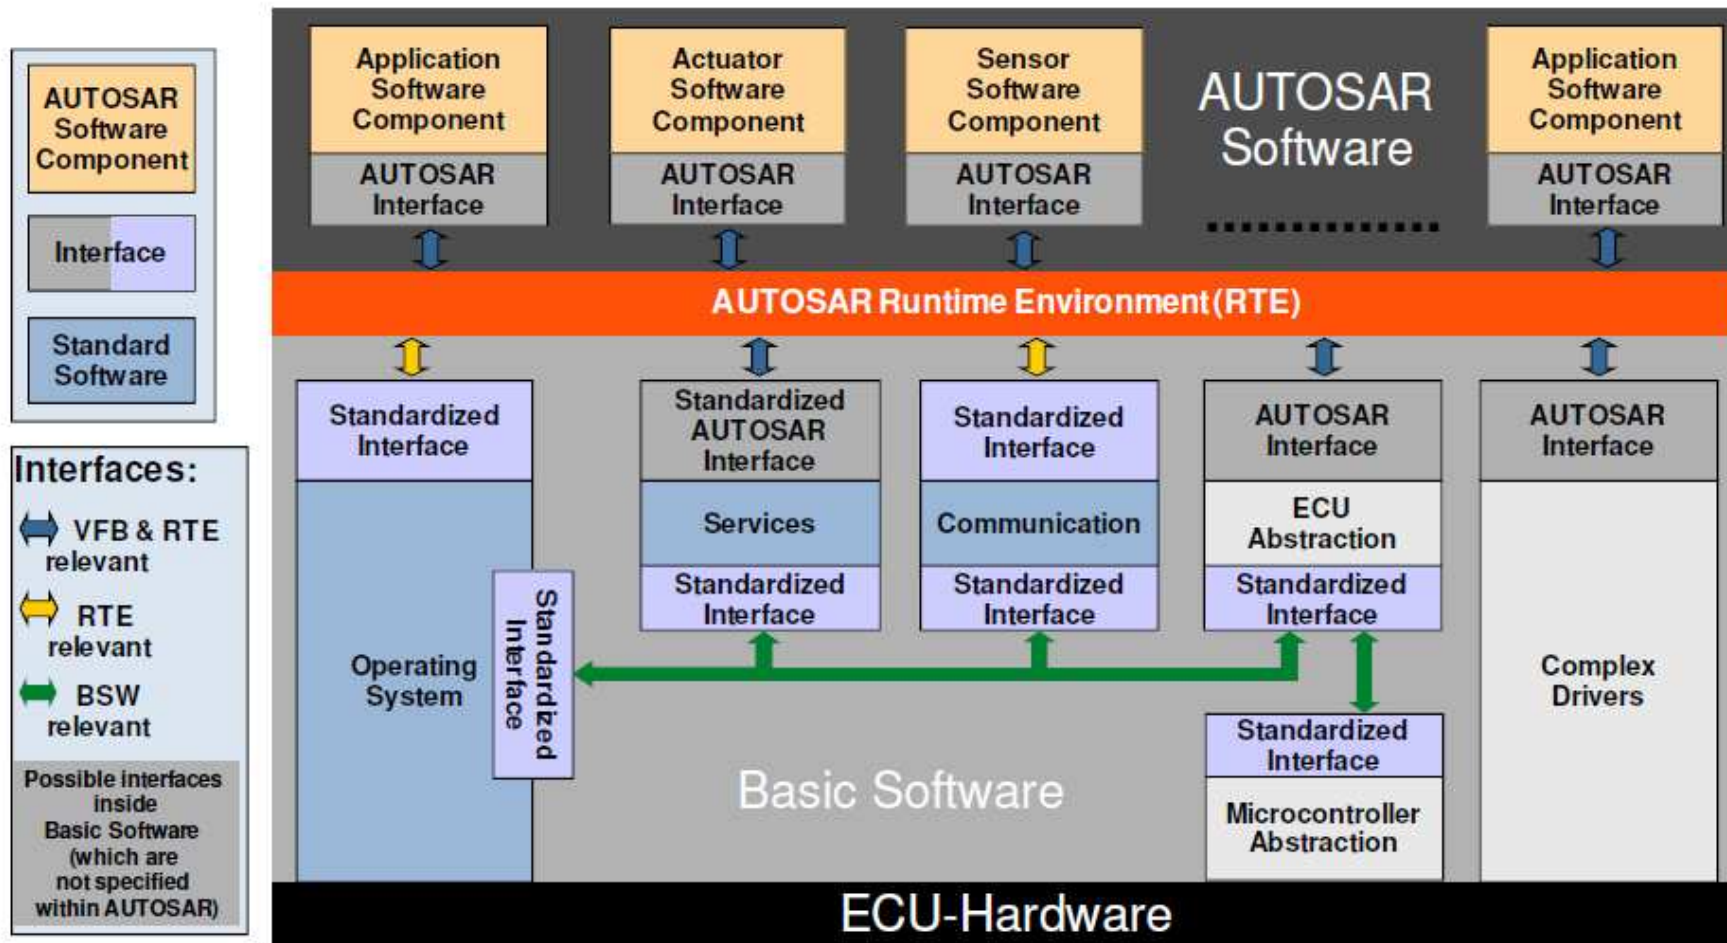 AUTOSAR
Software
Component
Interface
Standard
Software
Interfaces:
VFB & RTE
relevant
RTE
relevant
BSW
relevant
Possible interfaces
inside
Basic Software
(which are
not specified
within AUTOSAR)
Application
Software
Component
AUTOSAR
Interface
Actuator
Software
Component
AUTOSAR
Interface
Sensor
Software
Component
AUTOSAR
Interface
AUTOSAR
Software
Application
Software
Component
AUTOSAR
Interface
AUTOSAR Runtime Environment (RTE)
Standardized
Interface
Operating
System
Standardized
Interface
Standardized
AUTOSAR
Interface
Services
Standardized
Interface
Standardized
Interface
Communication
Standardized
Interface
AUTOSAR
Interface
ECU
Abstraction
Standardized
Interface
Standardized
Interface
Microcontroller
Abstraction
AUTOSAR
Interface
Complex
Drivers
Basic Software
ECU-Hardware